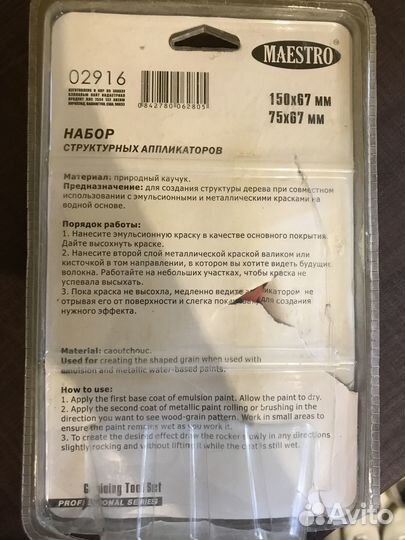 MAESTRO
®
02916
0842780062805
150x67 мм
75x67 мм
НАБОР
СТРУКТУРНЫХ АППЛИКАТОРОВ
Материал: природный каучук.
Предназначение: для создания структуры дерева при совместном
использовании с эмульсионными и металлическими красками на
водной основе.
Порядок работы:
1. Нанесите эмульсионную краску в качестве основного покрытия.
Дайте высохнуть краске.
2. Нанесите второй слой металлической краской валиком или
кисточкой в том направлении, в котором вы хотите видеть будущие
волокна. Работайте на небольших участках, чтобы краска не
успевала высыхать.
3. Пока краска не высохла, медленно ведите аппликатором не
отрывая его от поверхности и слегка для создания
нужного эффекта.
Material: caoutchouc.
Used for creating the shaped grain when used with
emulsion and metallic water-based paints.
How to use:
1. Apply the first base coat of emulsion paint. Allow the paint to dry.
2. Apply the second coat of metallic paint rolling or brushing in the
direction you want to see wood-grain pattern. Work in small areas to
ensure the paint remains wet as you work it.
3. To create the desired effect draw the rocker slowly in any directions
slightly rocking and without lifting it while the coat is still wet.
Graining Tool Set
PROFESSIONAL SERIES
Avito